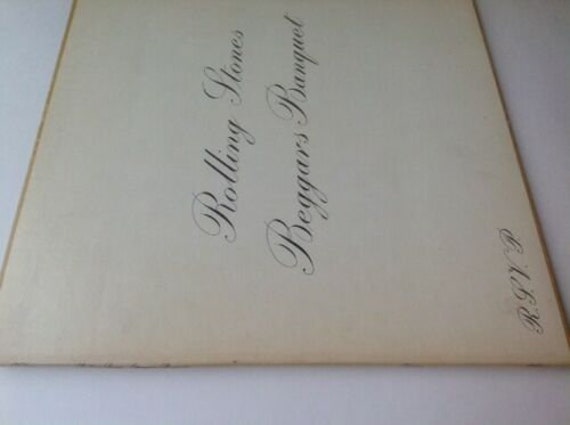 Rolling Stones
Beggars Banquet
R.S.V.P.